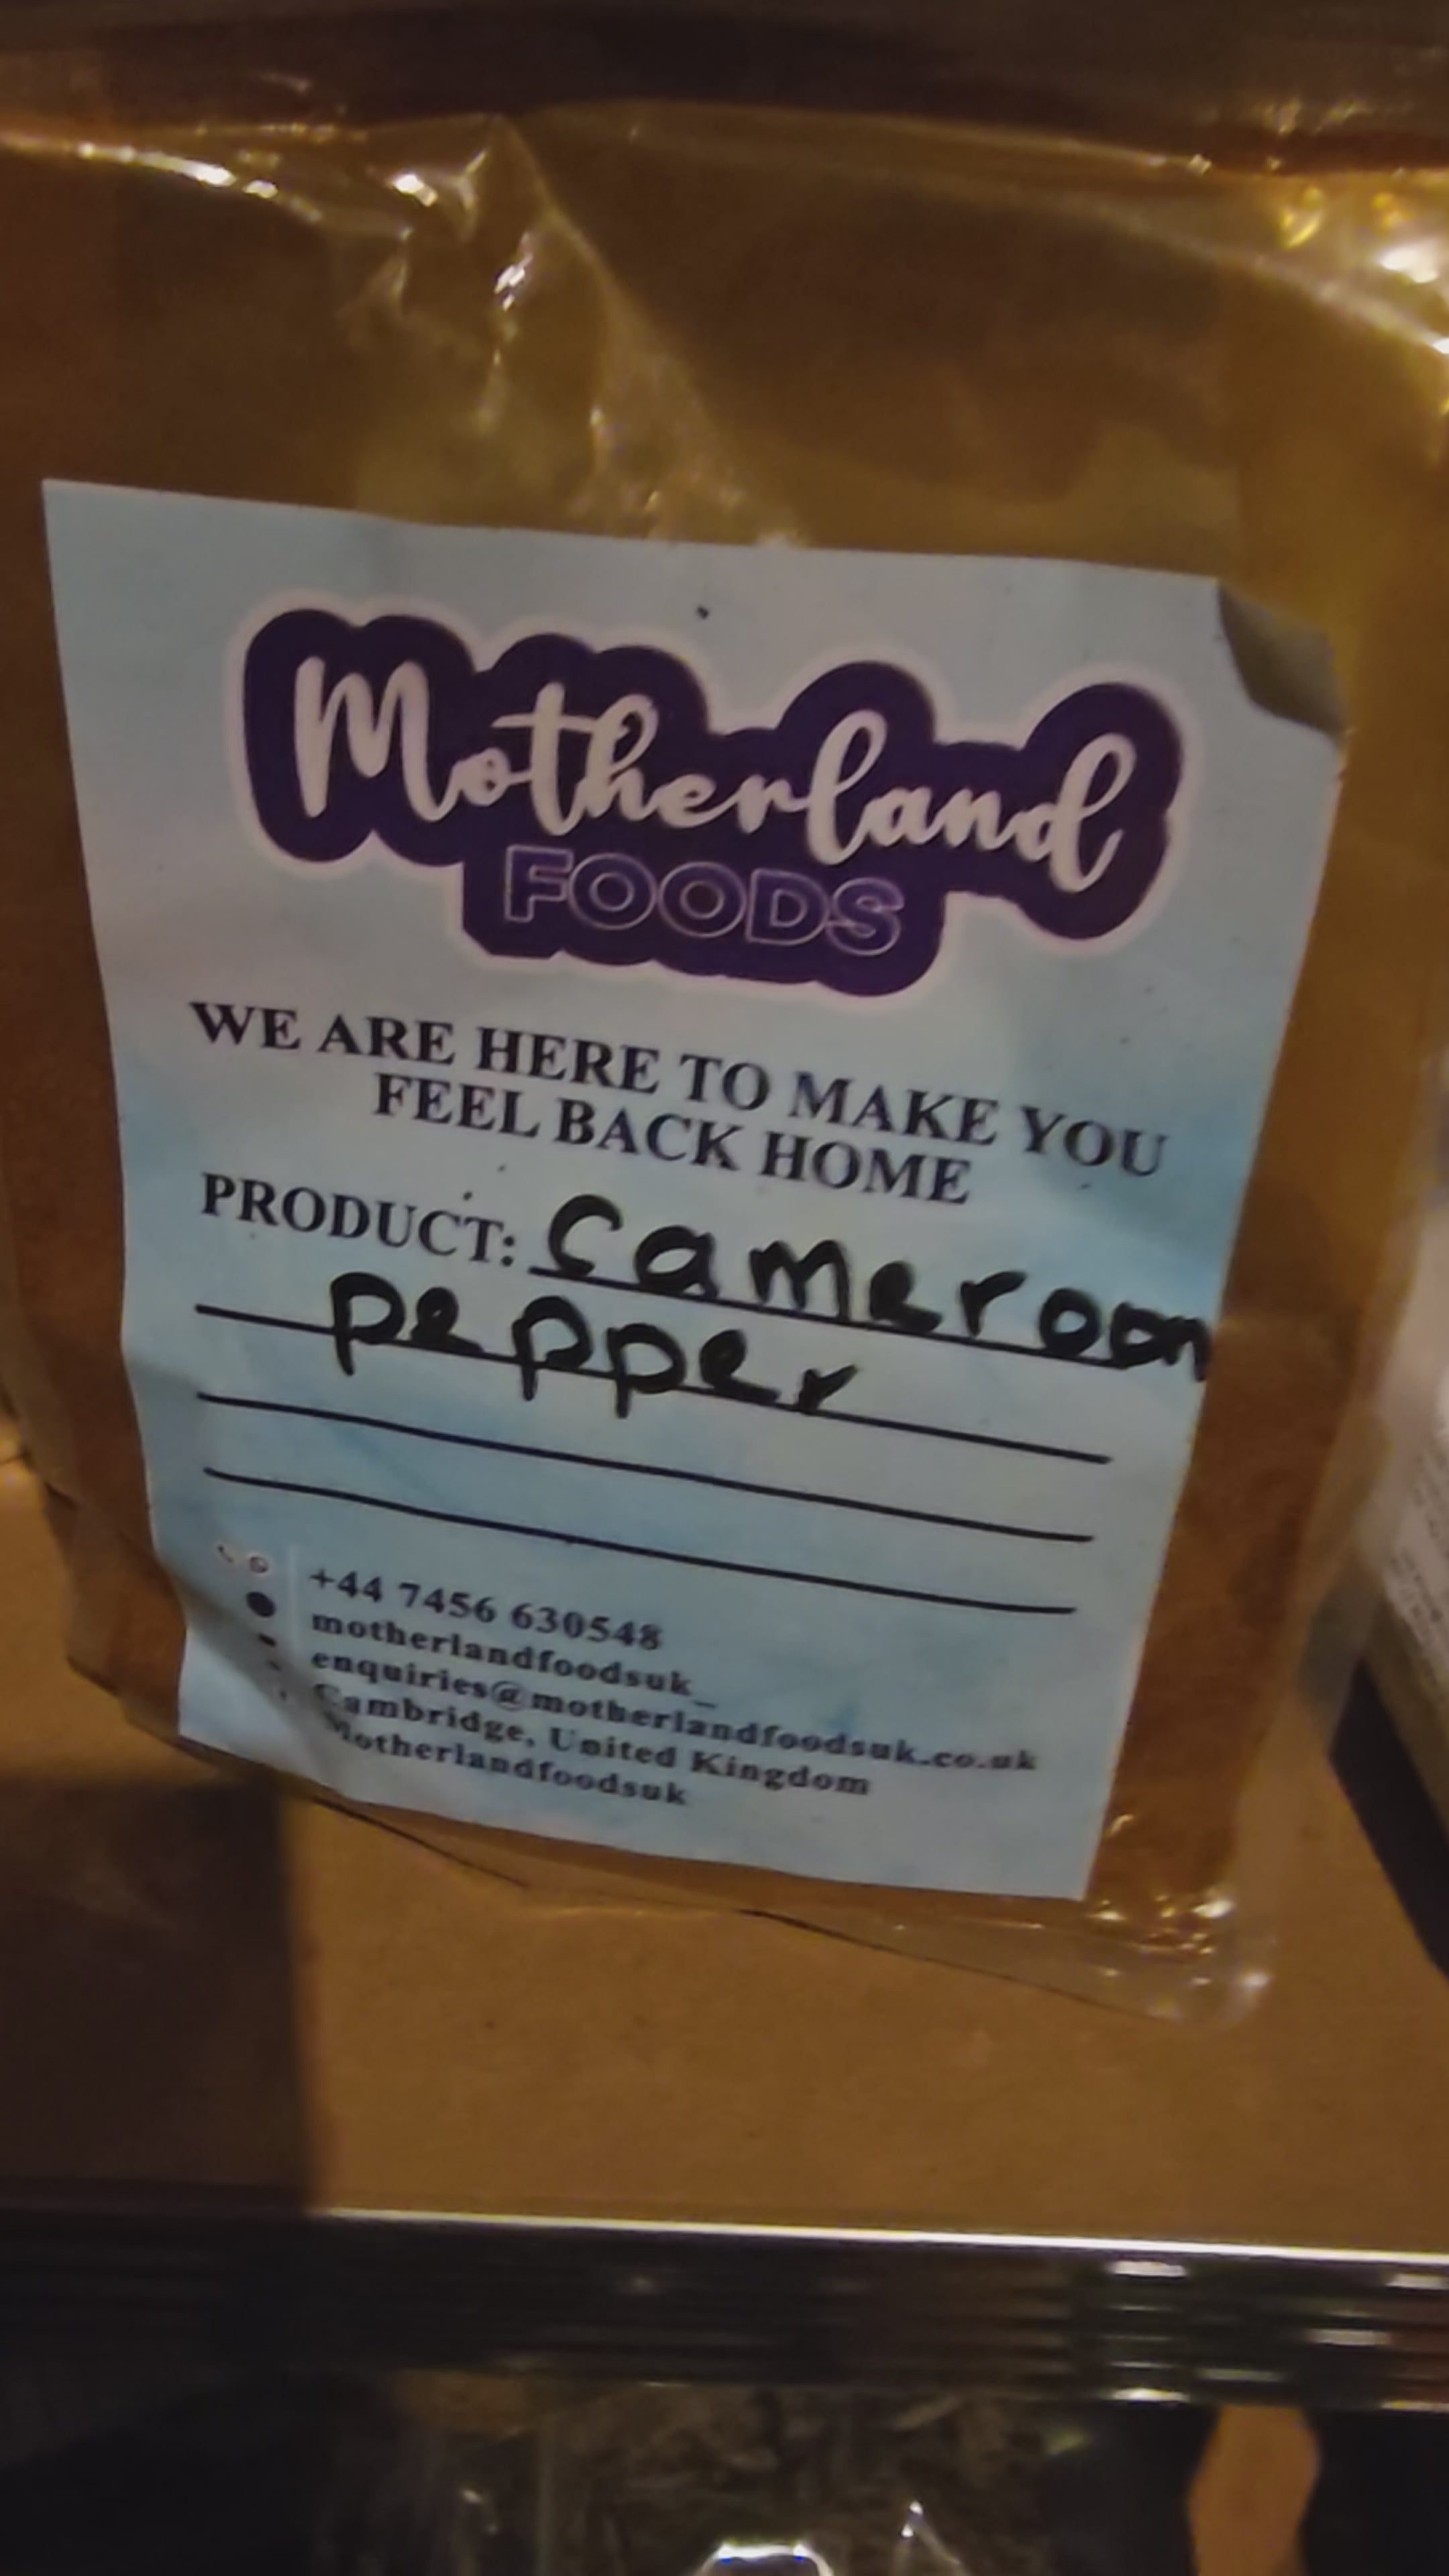 Motherland
FOODS
WE ARE HERE TO MAKE YOU
FEEL BACK HOME
PRODUCT: Cameroon
pepper
+44 7456 630548
motherlandfoodsuk_
enquiries@motherlandfoodsuk.co.uk
Cambridge, United Kingdom
Motherlandfoodsuk